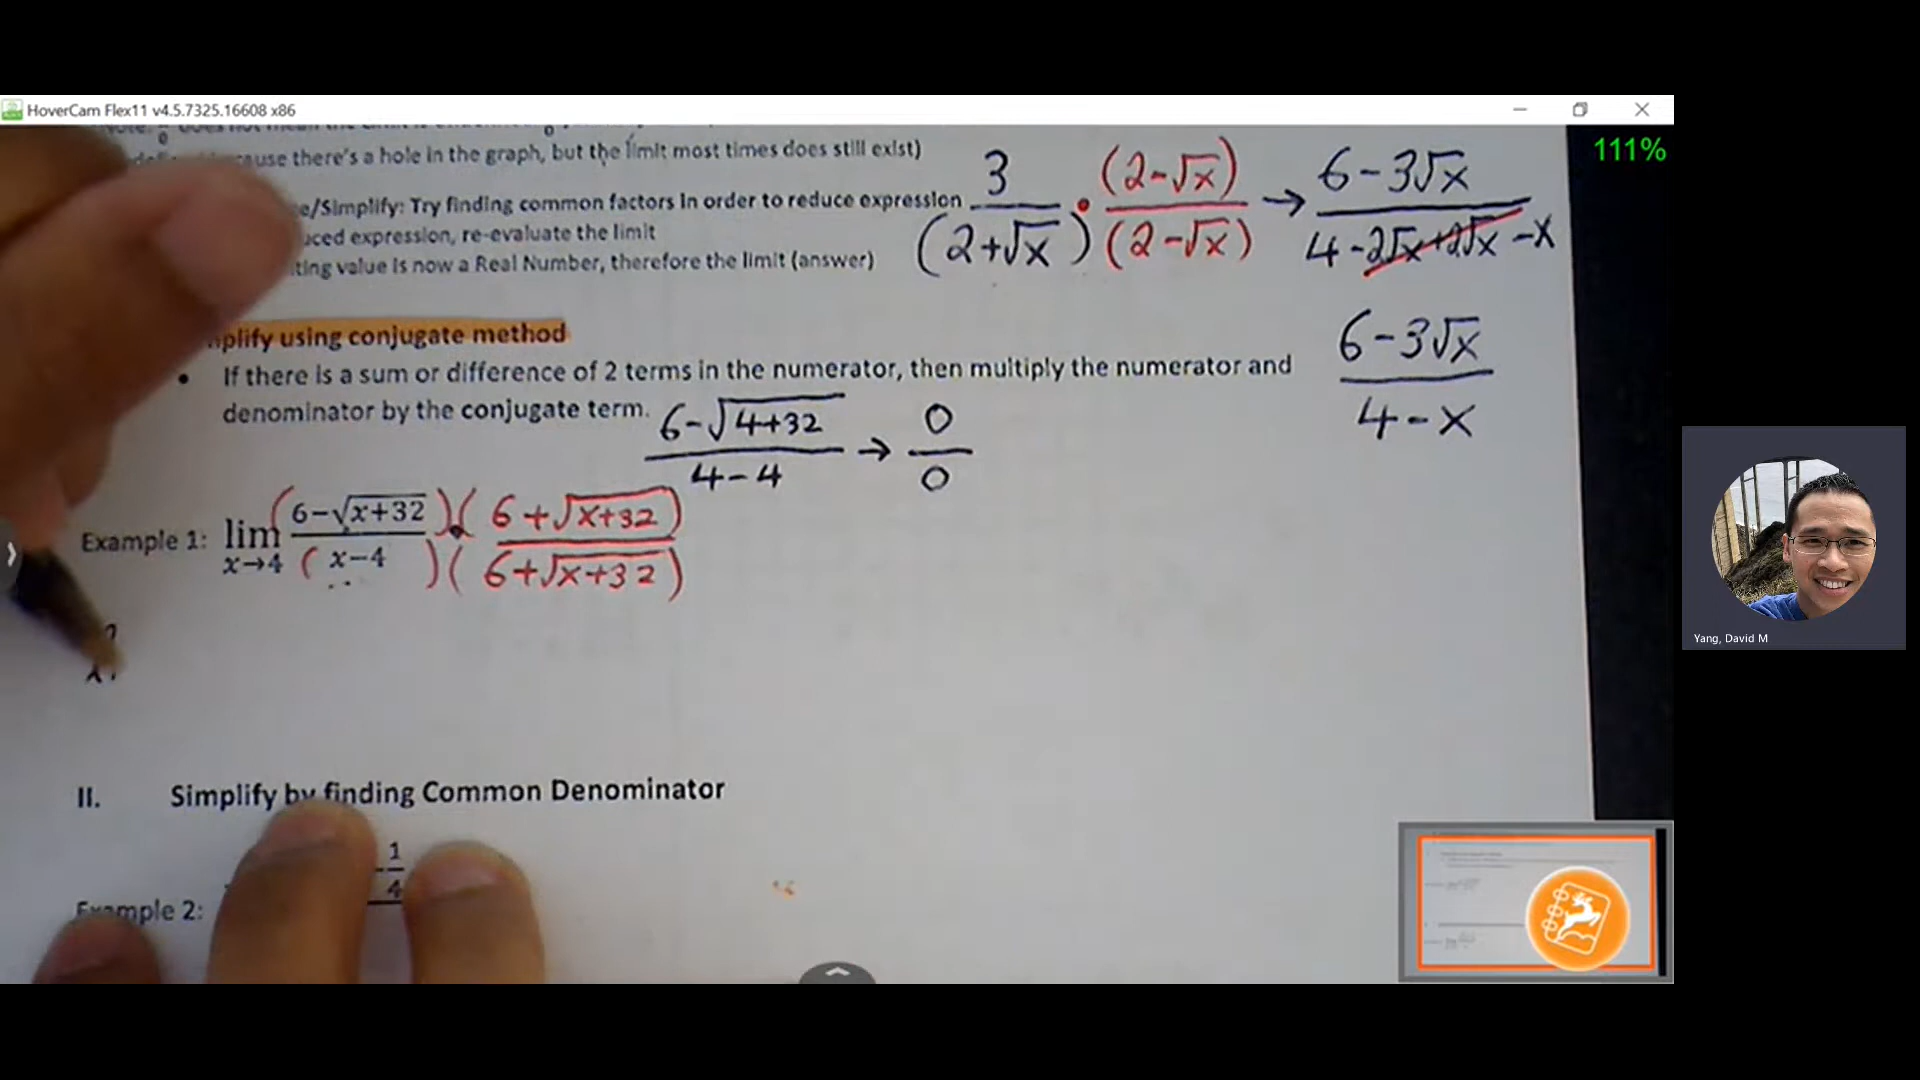 HoverCam Flex11 v4.5.7325.16608 x86
111%
there's a hole in the graph, but the limit most times does still exist)
e/Simplify: Try finding common factors in order to reduce expression
uced expression, re-evaluate the limit
ting value is now a Real Number, therefore the limit (answer)
3/(2+√x) • (2-√x)/(2-√x) → 6-3√x/4-2√x+2√x-x
6-3√x/4-x
plify using conjugate method
• If there is a sum or difference of 2 terms in the numerator, then multiply the numerator and
denominator by the conjugate term.
6-√4+32/4-4 → 0/0
Example 1: lim x→4 (6-√x+32)/(x-4) • (6+√x+32)/(6+√x+32)
II. Simplify by finding Common Denominator
Example 2:
1/4
Yang, David M